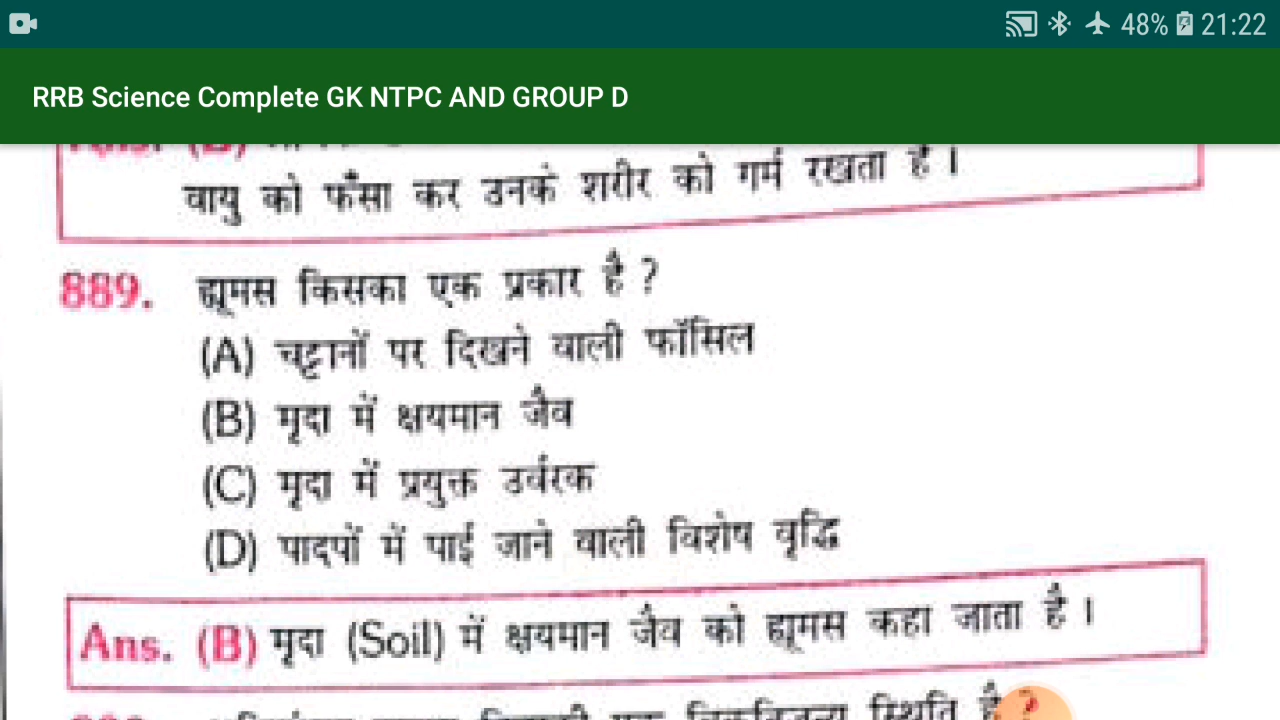 48% 21:22
RRB Science Complete GK NTPC AND GROUP D
वायु को फँसा कर उनके शरीर को गर्म रखता है ।
889. ह्यूमस किसका एक प्रकार है ?
(A) चट्टानों पर दिखने वाली फॉसिल
(B) मृदा में क्षयमान जैव
(C) मृदा में प्रयुक्त उर्वरक
(D) पादपों में पाई जाने वाली विशेष वृद्धि
Ans. (B) मृदा (Soil) में क्षयमान जैव को ह्यूमस कहा जाता है ।